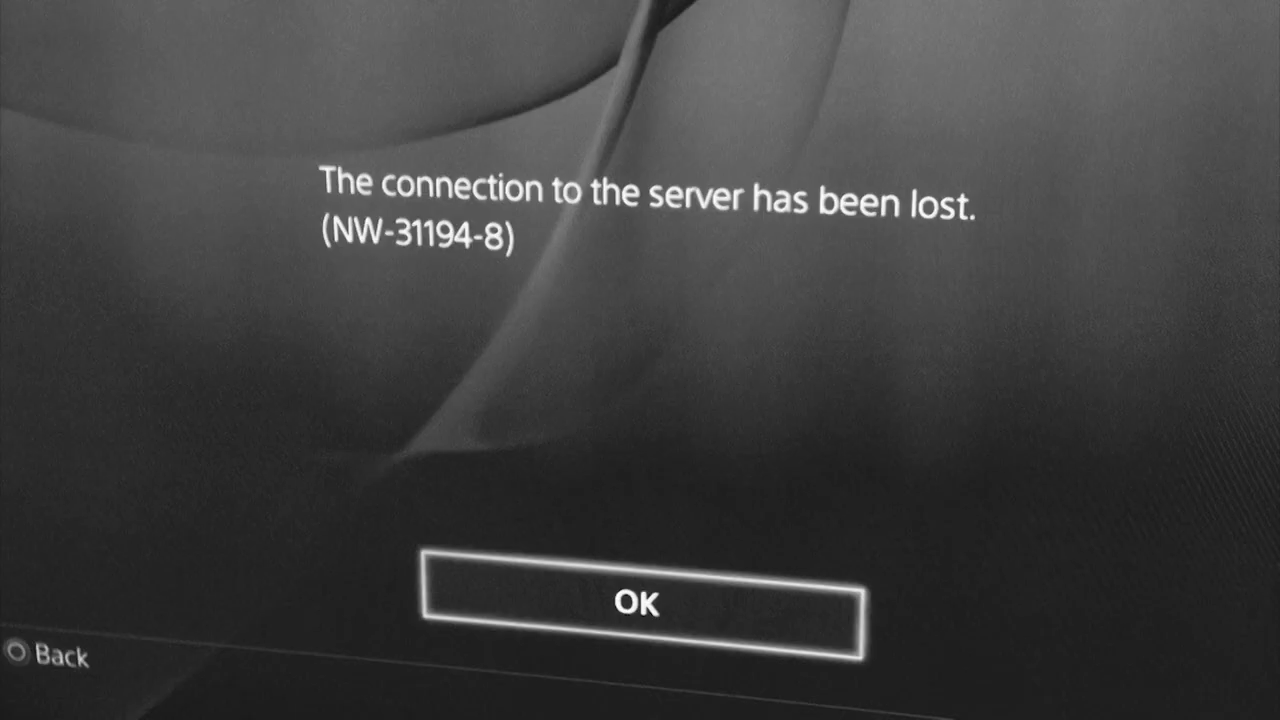 The connection to the server has been lost.
(NW-31194-8)
OK
Back